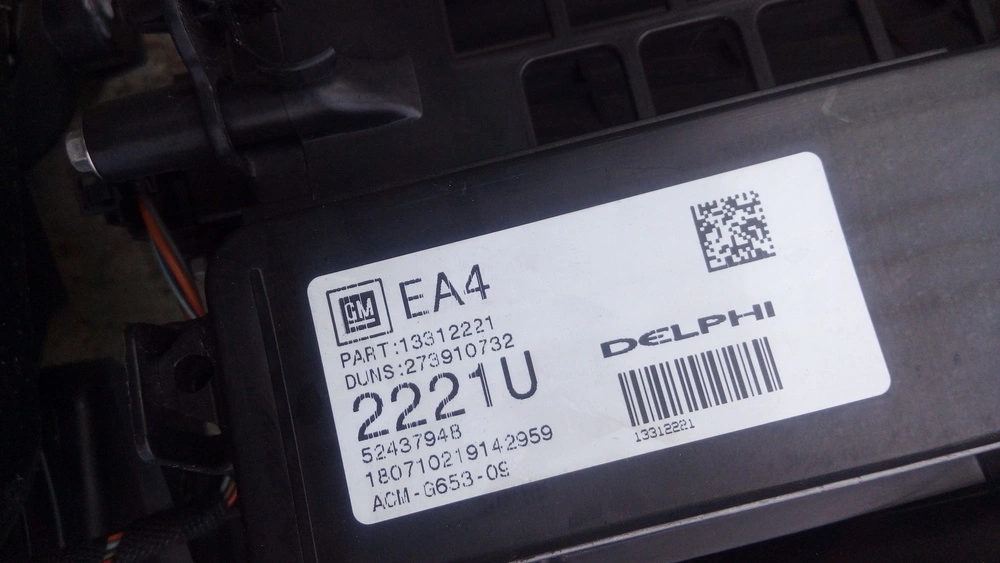 GM EA4
PART:13312221
DUNS:273910732
2221U
52437948
180710219142959
ACM-G653-09
DELPHI
13312221